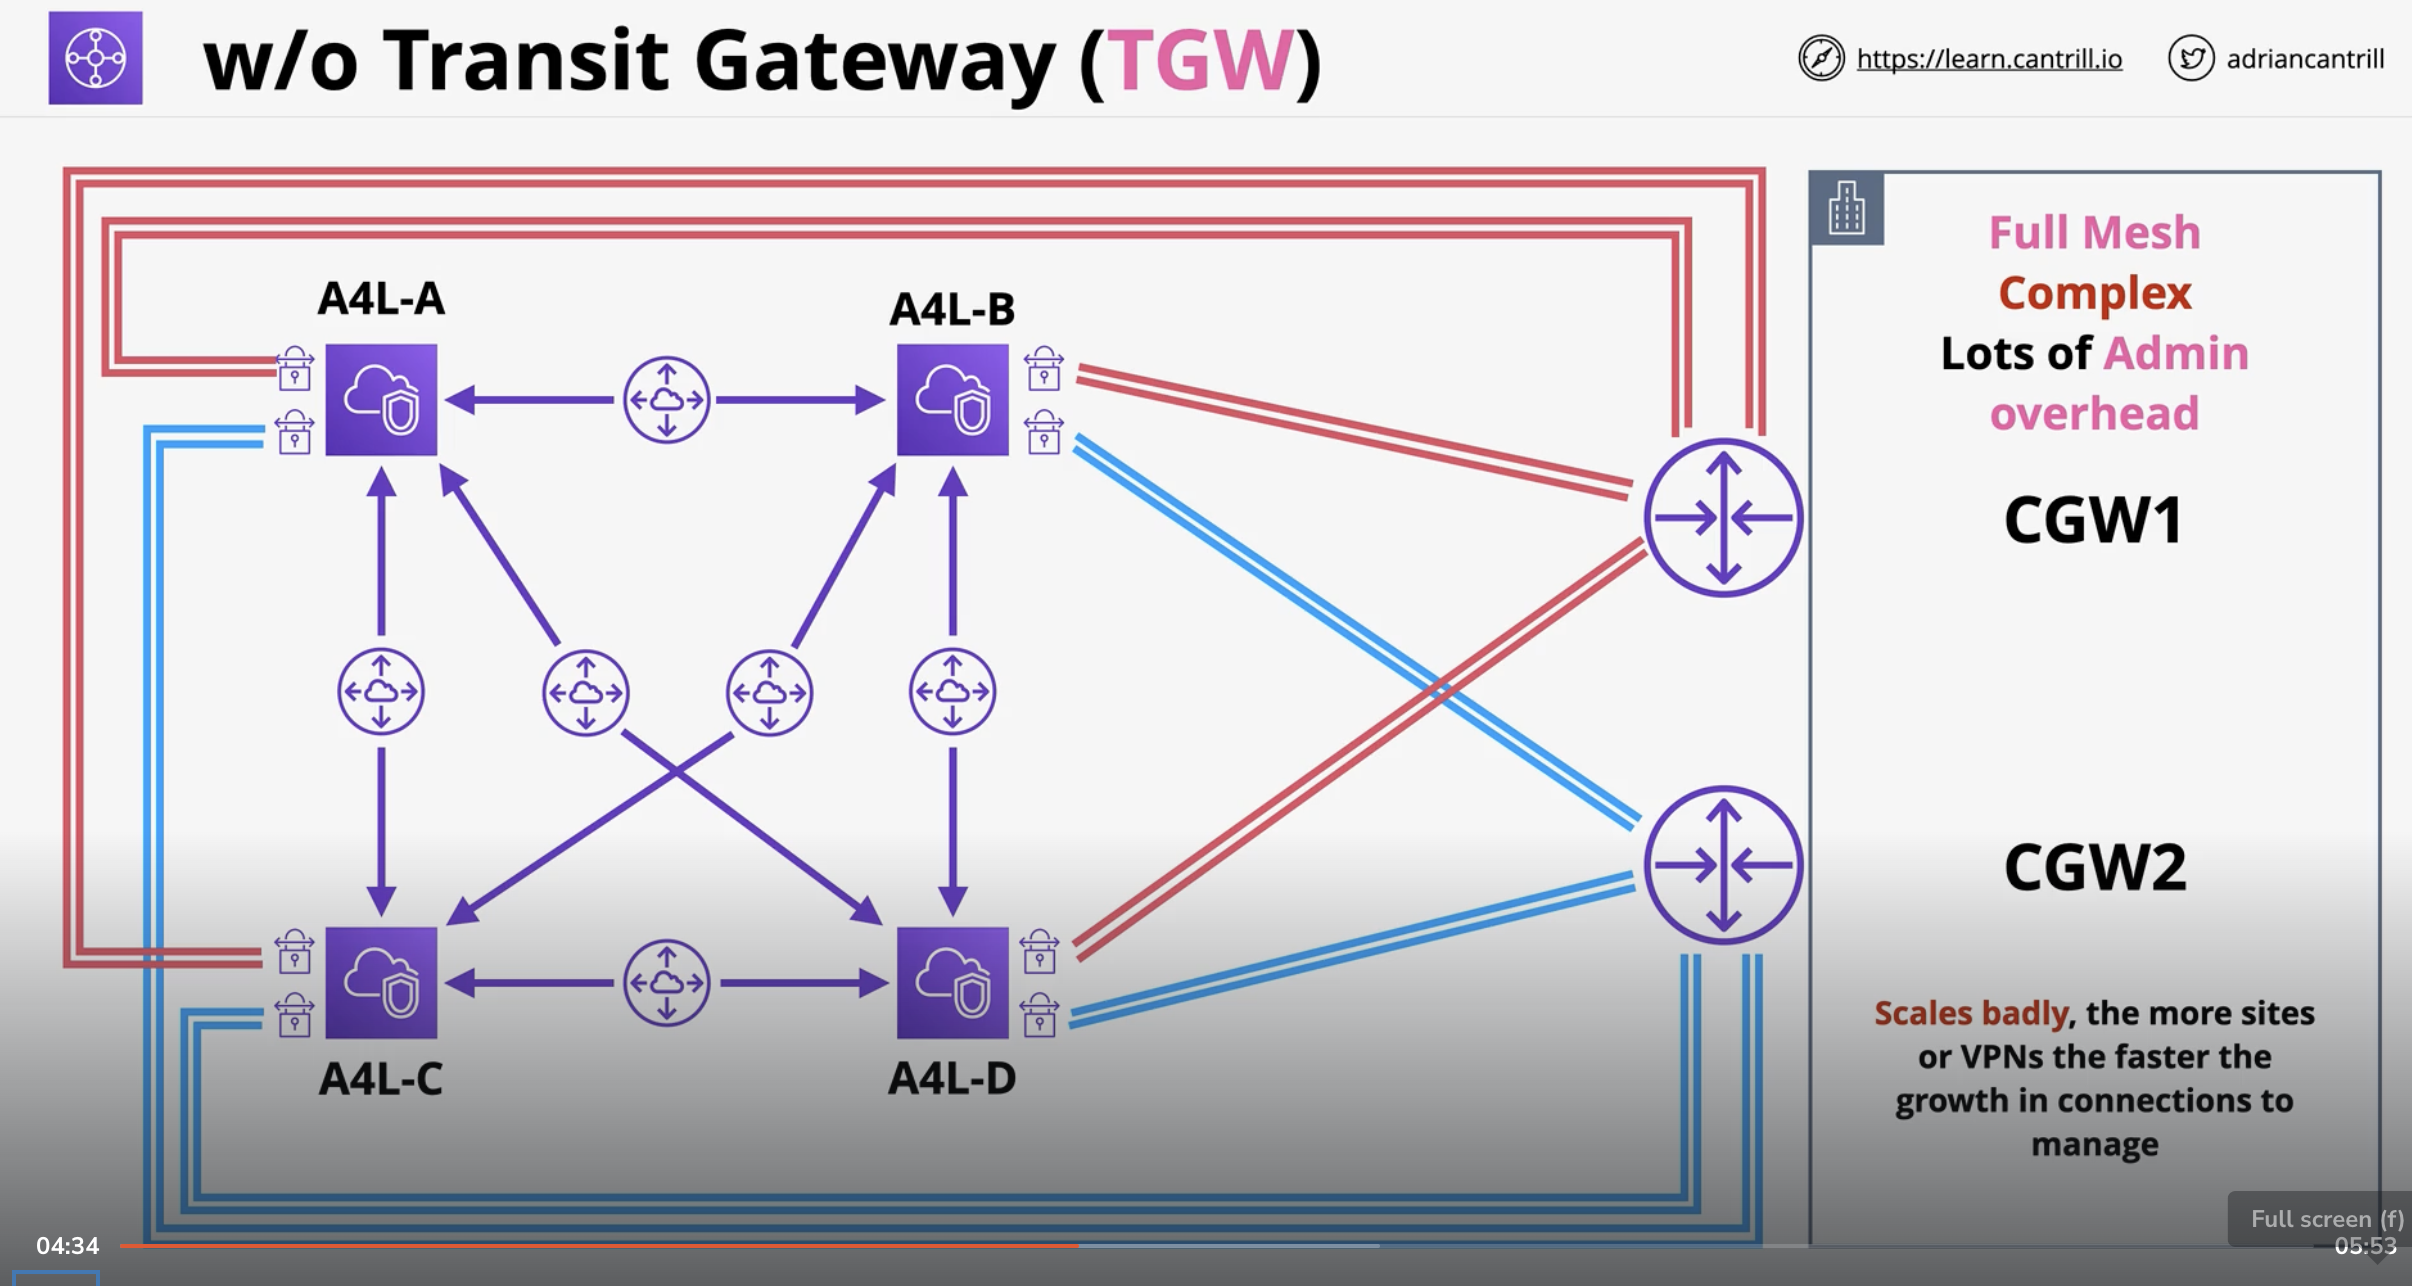 w/o Transit Gateway (TGW)
https://learn.cantrill.io
adriancantrill
Full Mesh
Complex
Lots of Admin
overhead
A4L-A
A4L-B
CGW1
CGW2
A4L-C
A4L-D
Scales badly, the more sites
or VPNs the faster the
growth in connections to
manage
Full screen (f)
04:34
05:53